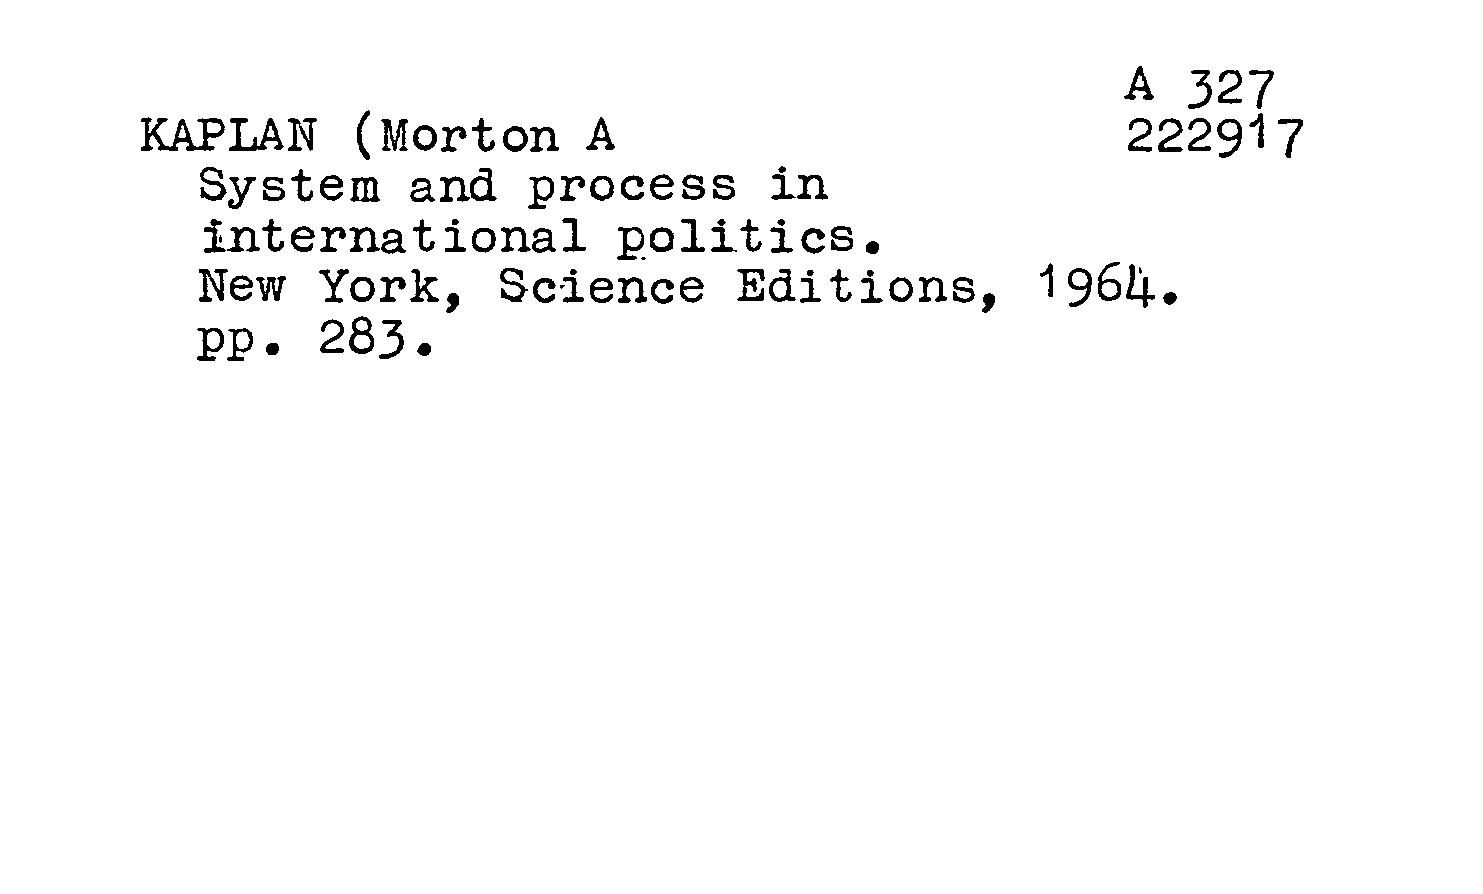 A 327
KAPLAN (Morton A
222917
System and process in
international politics.
New York, Science Editions, 1964.
pp. 283.